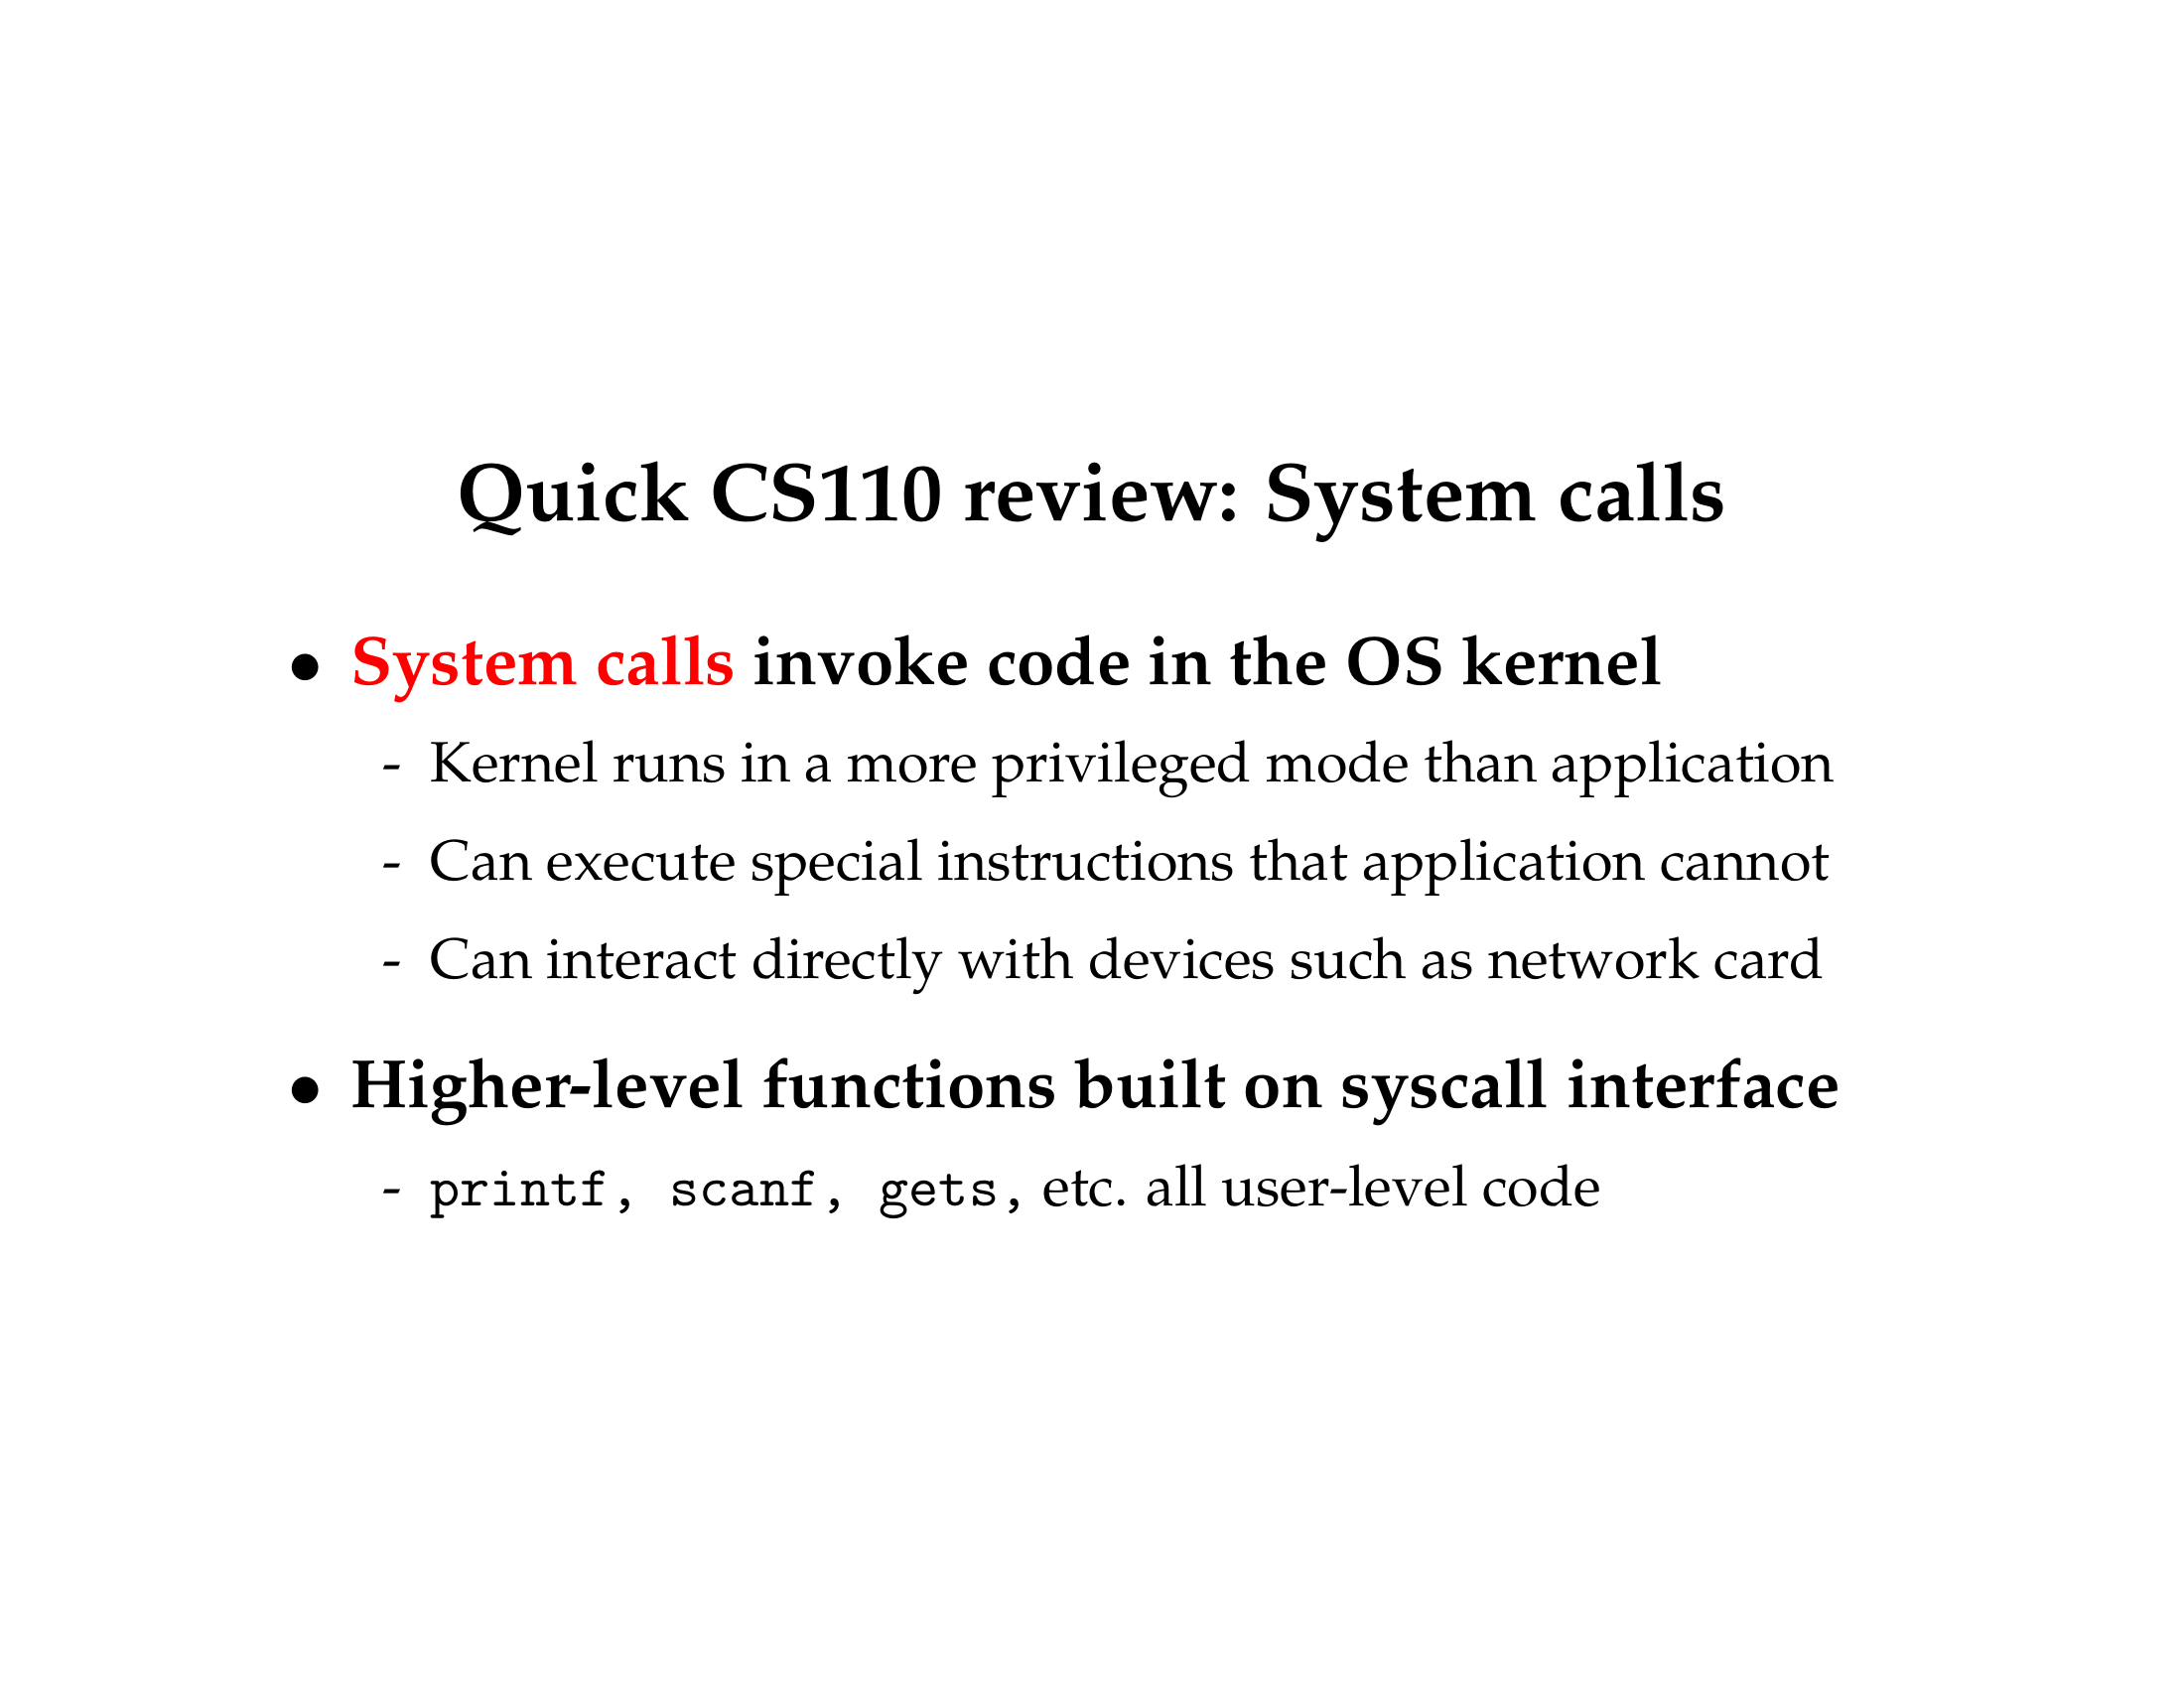 Quick CS110 review: System calls
• System calls invoke code in the OS kernel
- Kernel runs in a more privileged mode than application
- Can execute special instructions that application cannot
- Can interact directly with devices such as network card
• Higher-level functions built on syscall interface
- printf, scanf, gets, etc. all user-level code